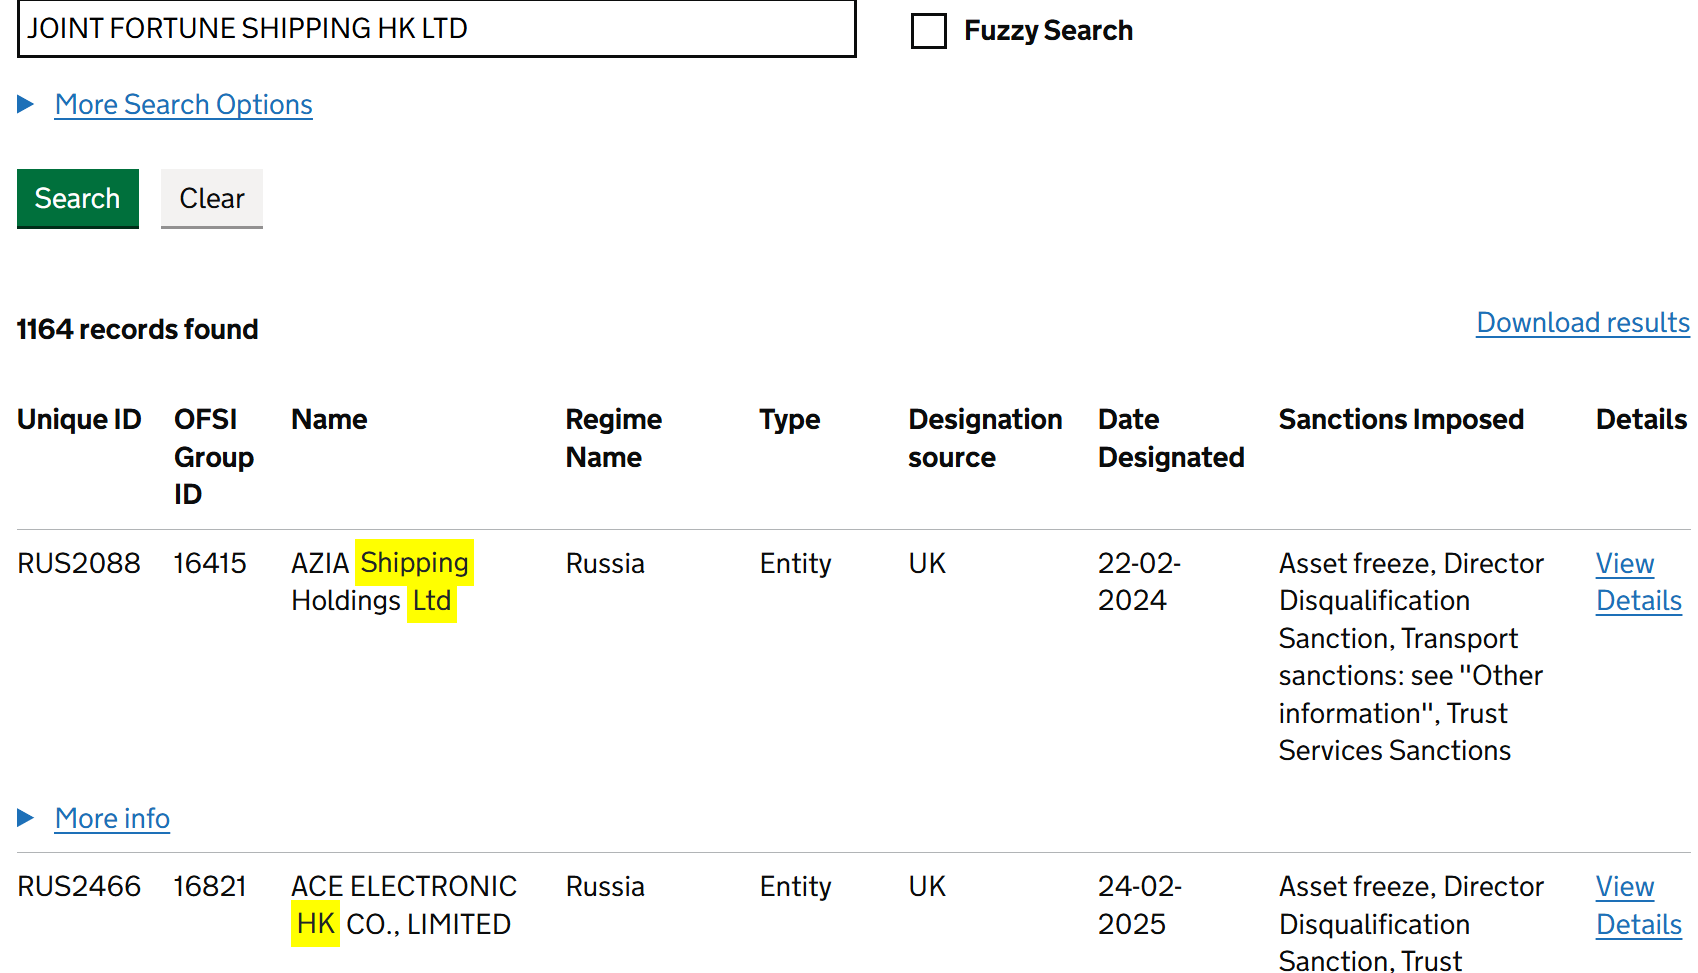 JOINT FORTUNE SHIPPING HK LTD
Fuzzy Search
More Search Options
Search Clear
1164 records found
Download results
Unique ID OFSI Group ID Name Regime Name Type Designation source Date Designated Sanctions Imposed Details
RUS2088 16415 AZIA Shipping Russia Entity UK 22-02- Asset freeze, Director View
Holdings Ltd 2024 Disqualification Details
Sanction, Transport
sanctions: see "Other
information", Trust
Services Sanctions
More info
RUS2466 16821 ACE ELECTRONIC Russia Entity UK 24-02- Asset freeze, Director View
HK CO., LIMITED 2025 Disqualification Details
Sanction, Trust